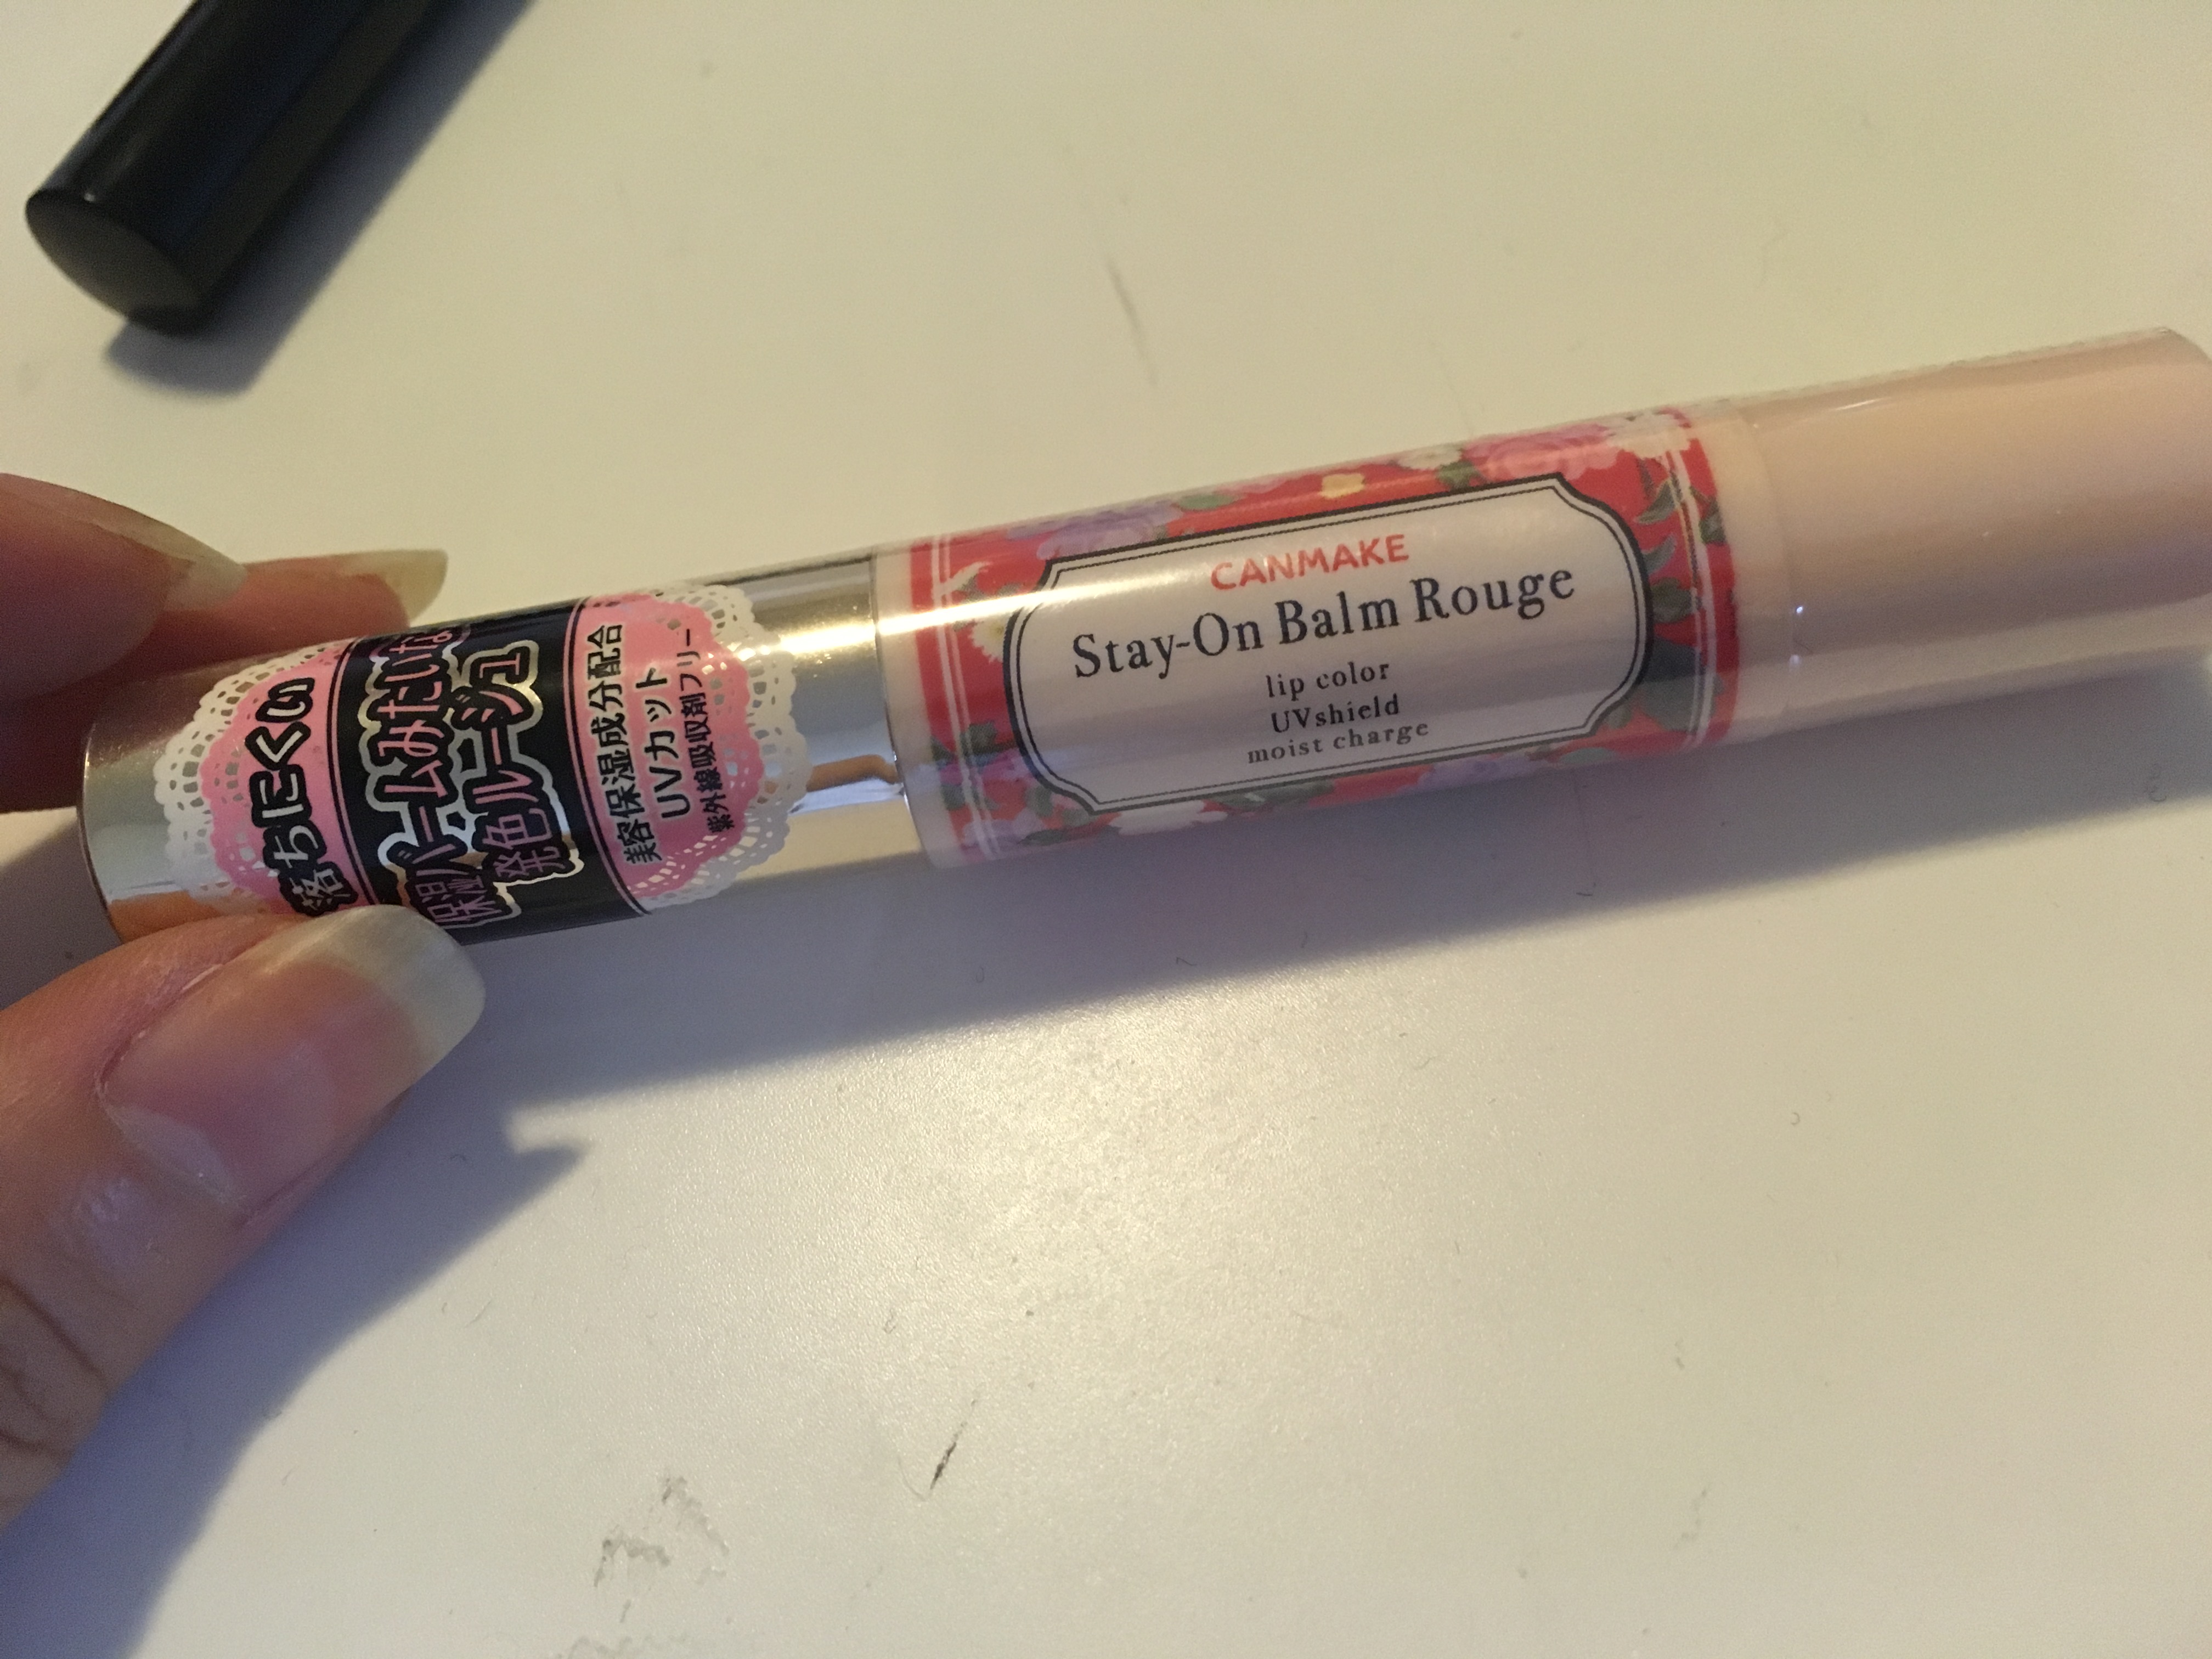 CANMAKE
Stay-On Balm Rouge
lip color
UVshield
moist charge
落ちにくい
保湿バームみたいな
発色ルージュ
美容保湿成分配合
UVカット
紫外線吸収剤フリー